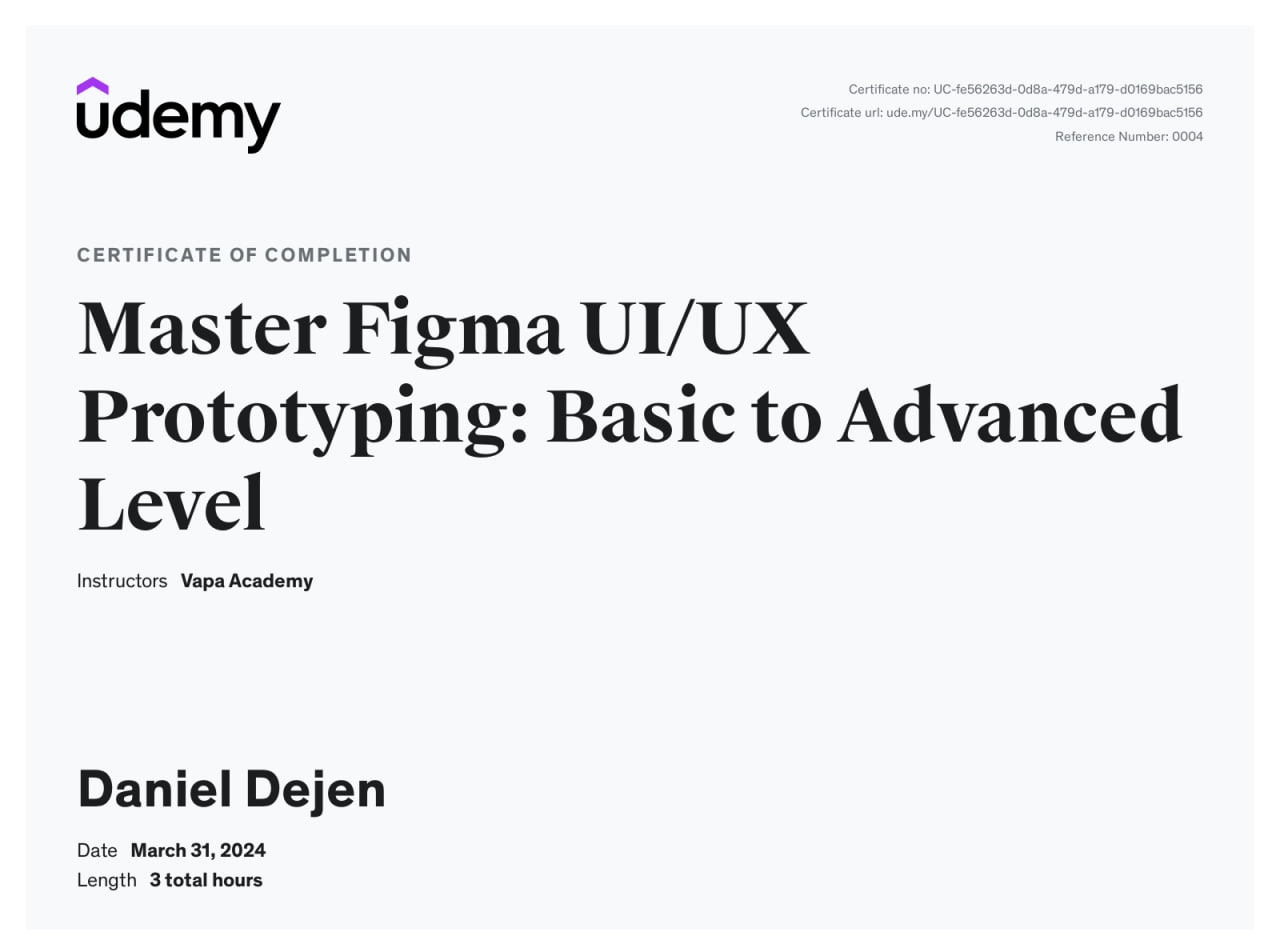 udemy
Certificate no: UC-fe56263d-0d8a-479d-a179-d0169bac5156
Certificate url: ude.my/UC-fe56263d-0d8a-479d-a179-d0169bac5156
Reference Number: 0004
CERTIFICATE OF COMPLETION
Master Figma UI/UX
Prototyping: Basic to Advanced
Level
Instructors Vapa Academy
Daniel Dejen
Date March 31, 2024
Length 3 total hours